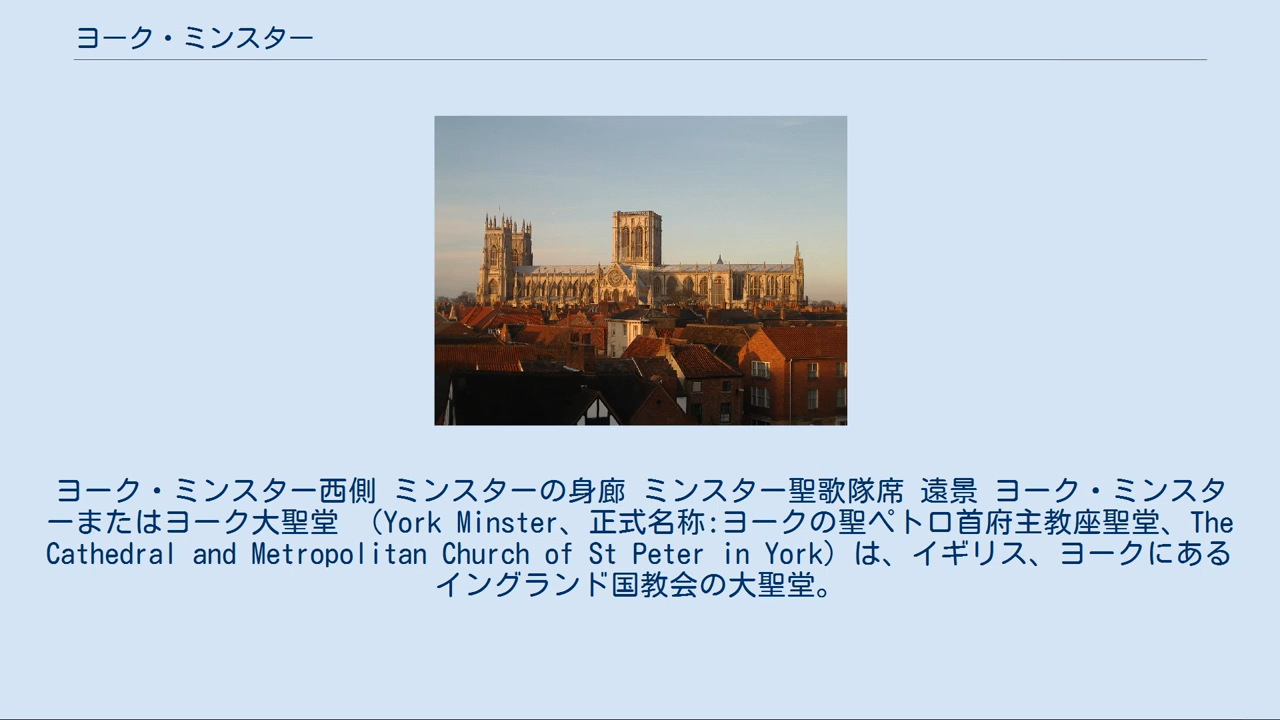 ヨーク・ミンスター
ヨーク・ミンスター西側 ミンスターの身廊 ミンスター聖歌隊席 遠景 ヨーク・ミンスタ
ーまたはヨーク大聖堂 （York Minster、正式名称:ヨークの聖ペトロ首府主教座聖堂、The
Cathedral and Metropolitan Church of St Peter in York）は、イギリス、ヨークにある
イングランド国教会の大聖堂。